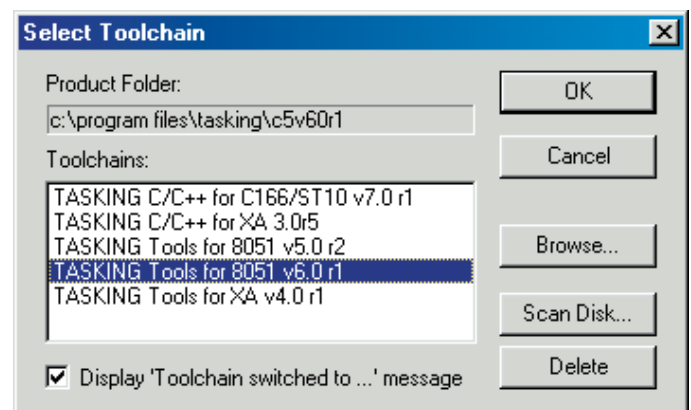 Select Toolchain
Product Folder:
c:\program files\tasking\c5v60r1
Toolchains:
TASKING C/C++ for C166/ST10 v7.0 r1
TASKING C/C++ for XA 3.0r5
TASKING Tools for 8051 v5.0 r2
TASKING Tools for 8051 v6.0 r1
TASKING Tools for XA v4.0 r1
Display 'Toolchain switched to ...' message
OK
Cancel
Browse...
Scan Disk...
Delete